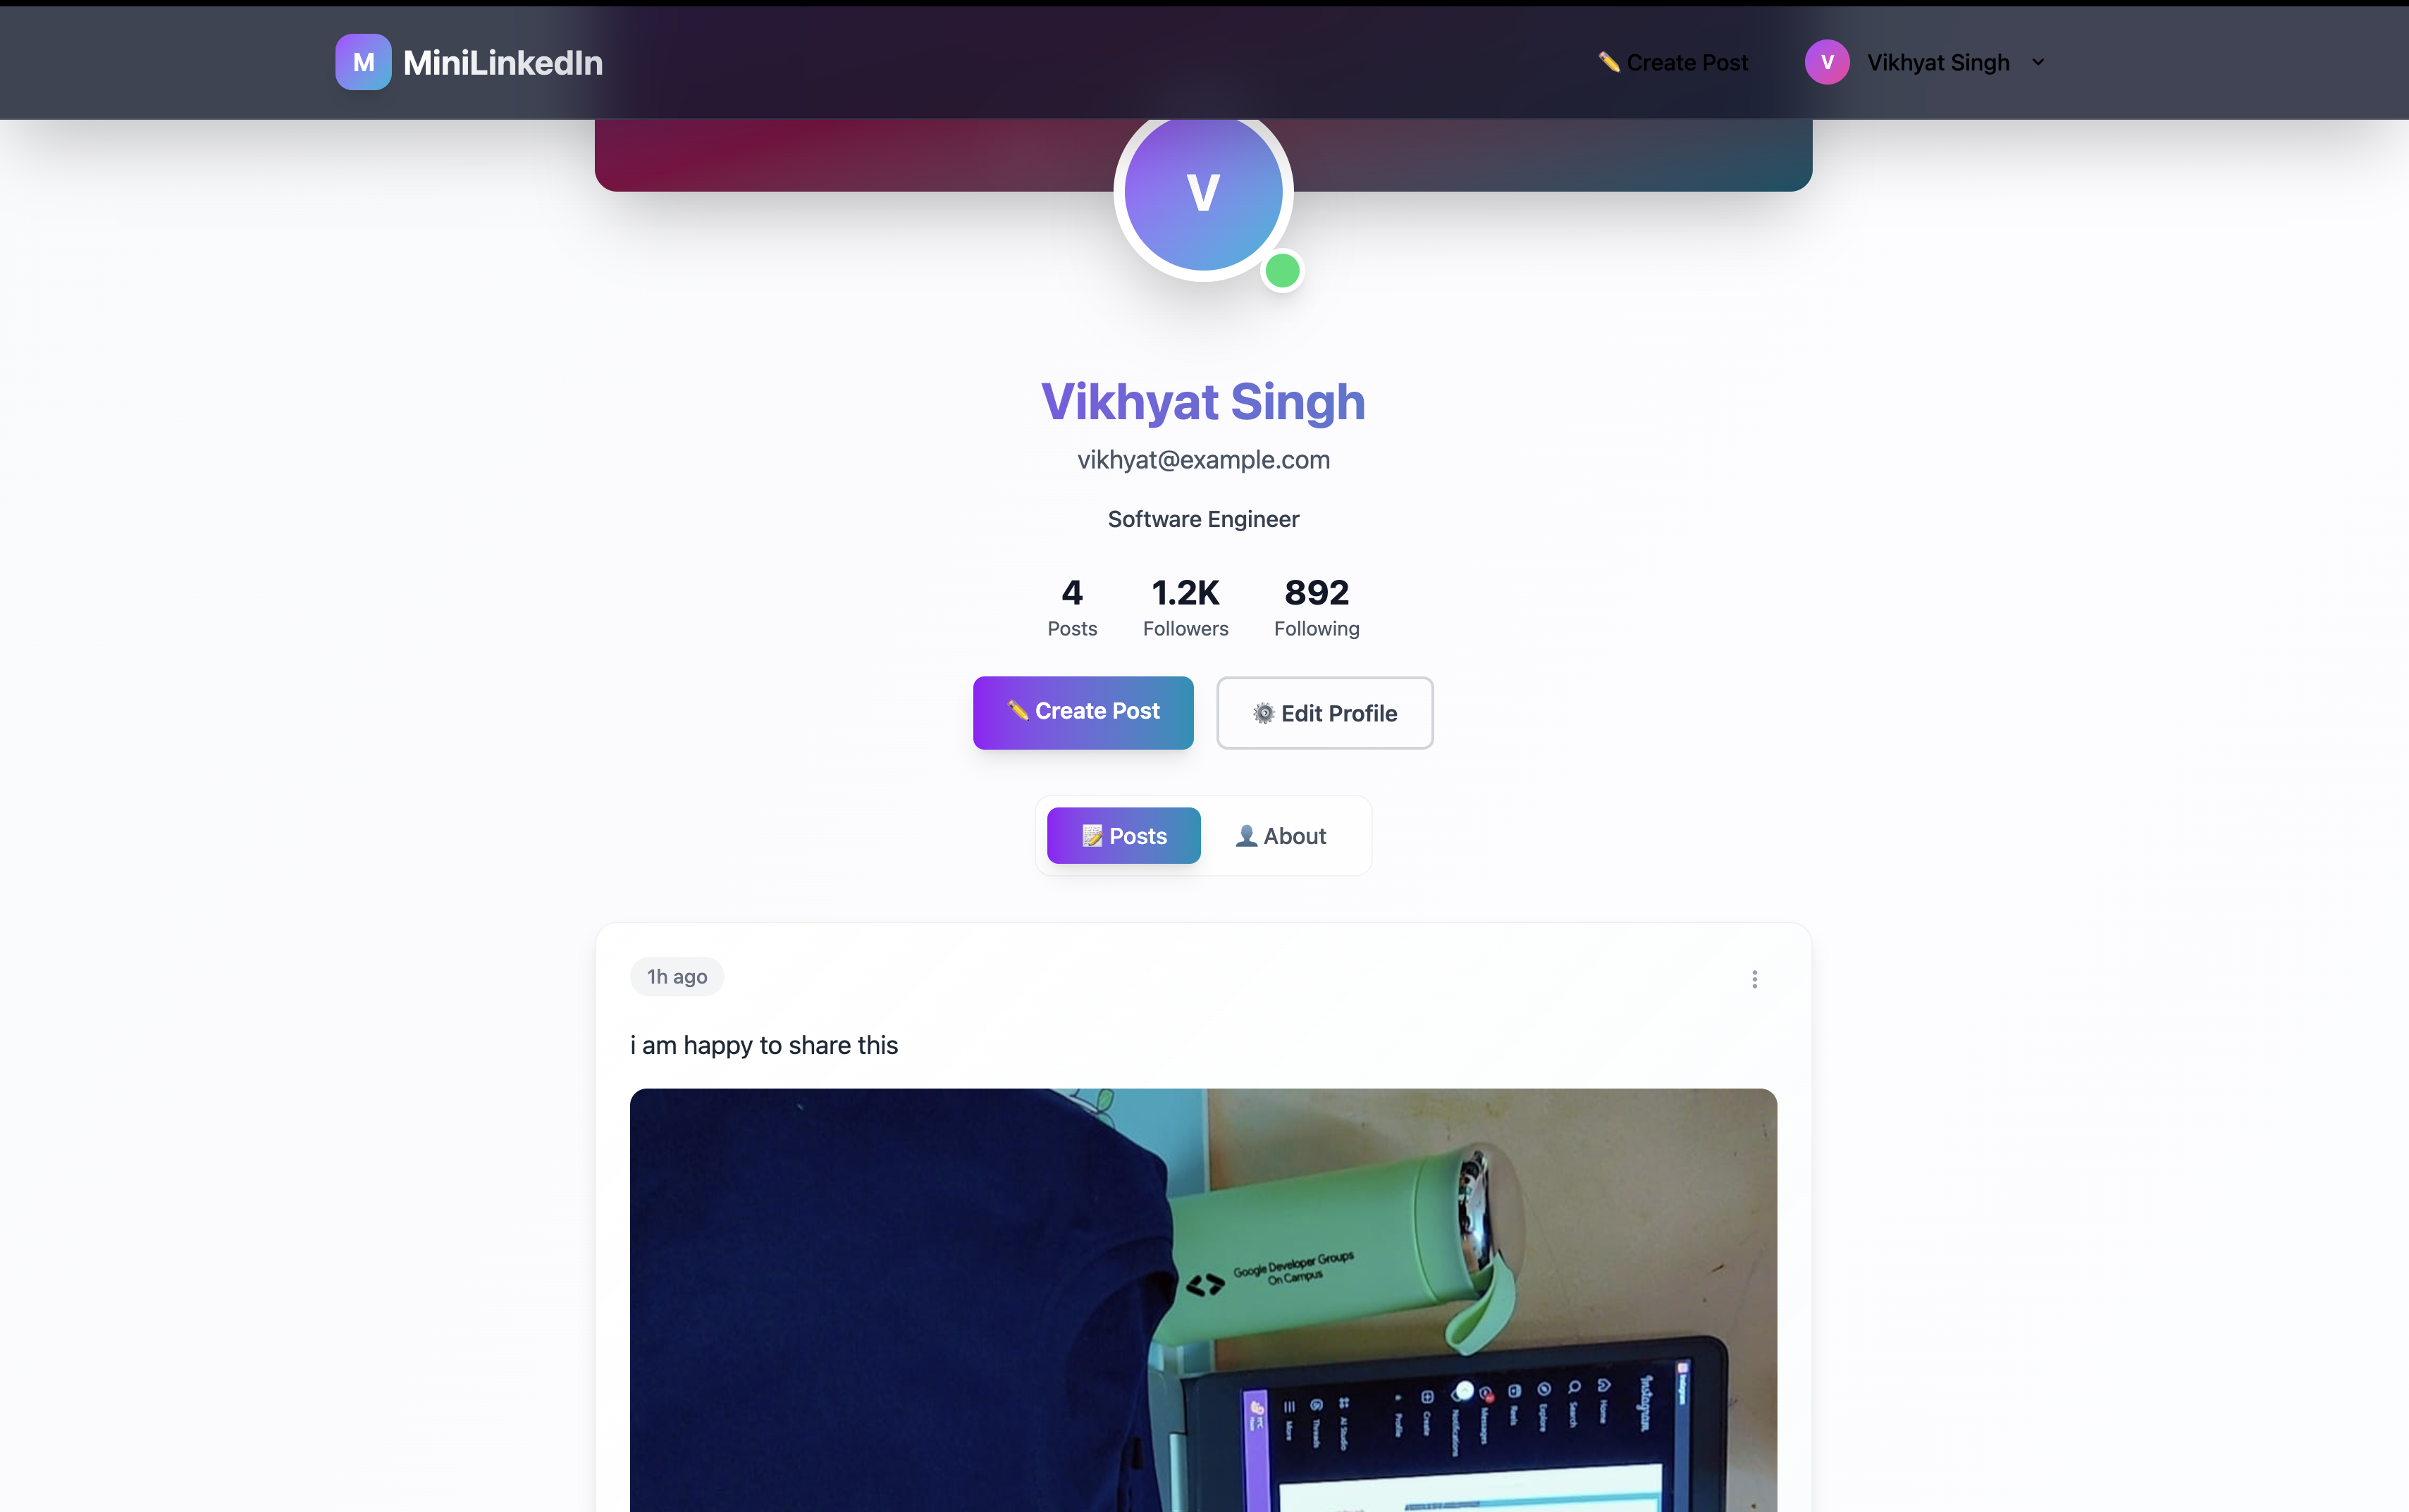 M MiniLinkedIn
✏️ Create Post
V Vikhyat Singh
V
Vikhyat Singh
vikhyat@example.com
Software Engineer
4 1.2K 892
Posts Followers Following
✏️ Create Post
⚙️ Edit Profile
📝 Posts
👤 About
1h ago
i am happy to share this
Google Developer Groups
On Campus
Instagram
Home
Search
Explore
Reels
Messages
Notifications
Create
Profile
AI Studio
Threads
More